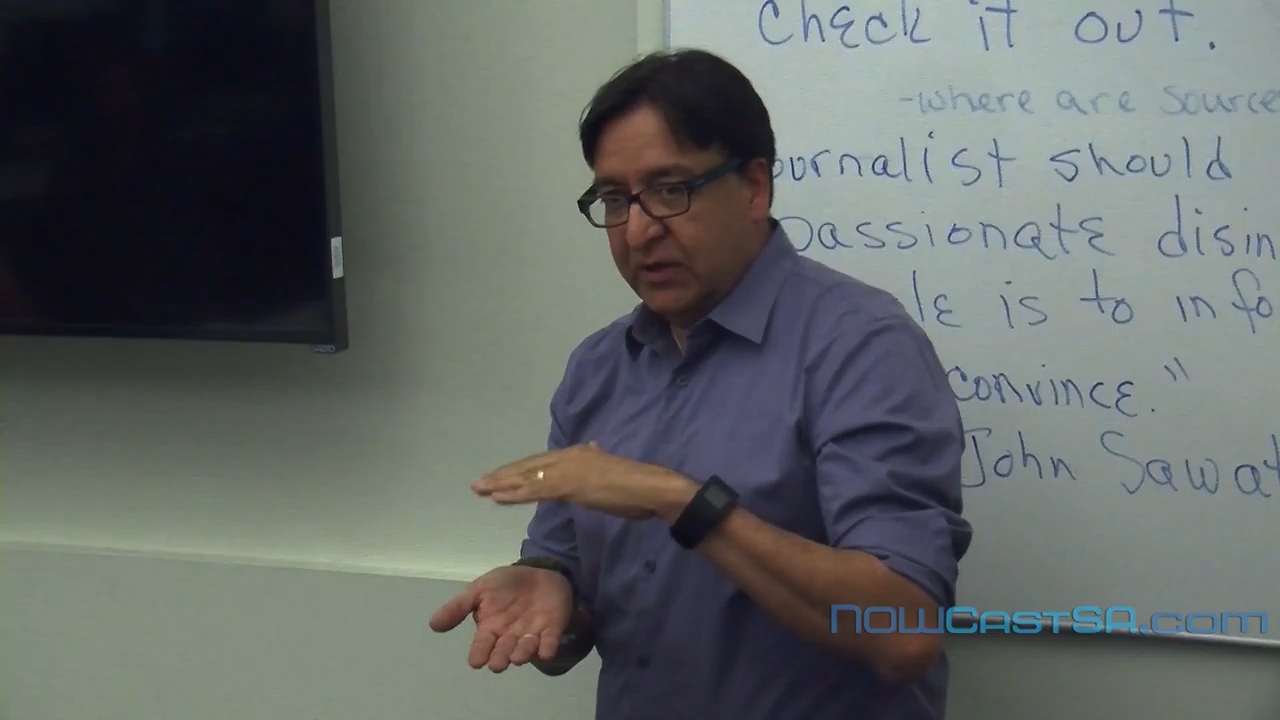 Check it out.
-where are source
ournalist should
passionate disin
le is to info
convince."
John Sawat
NOWCASTSA.com